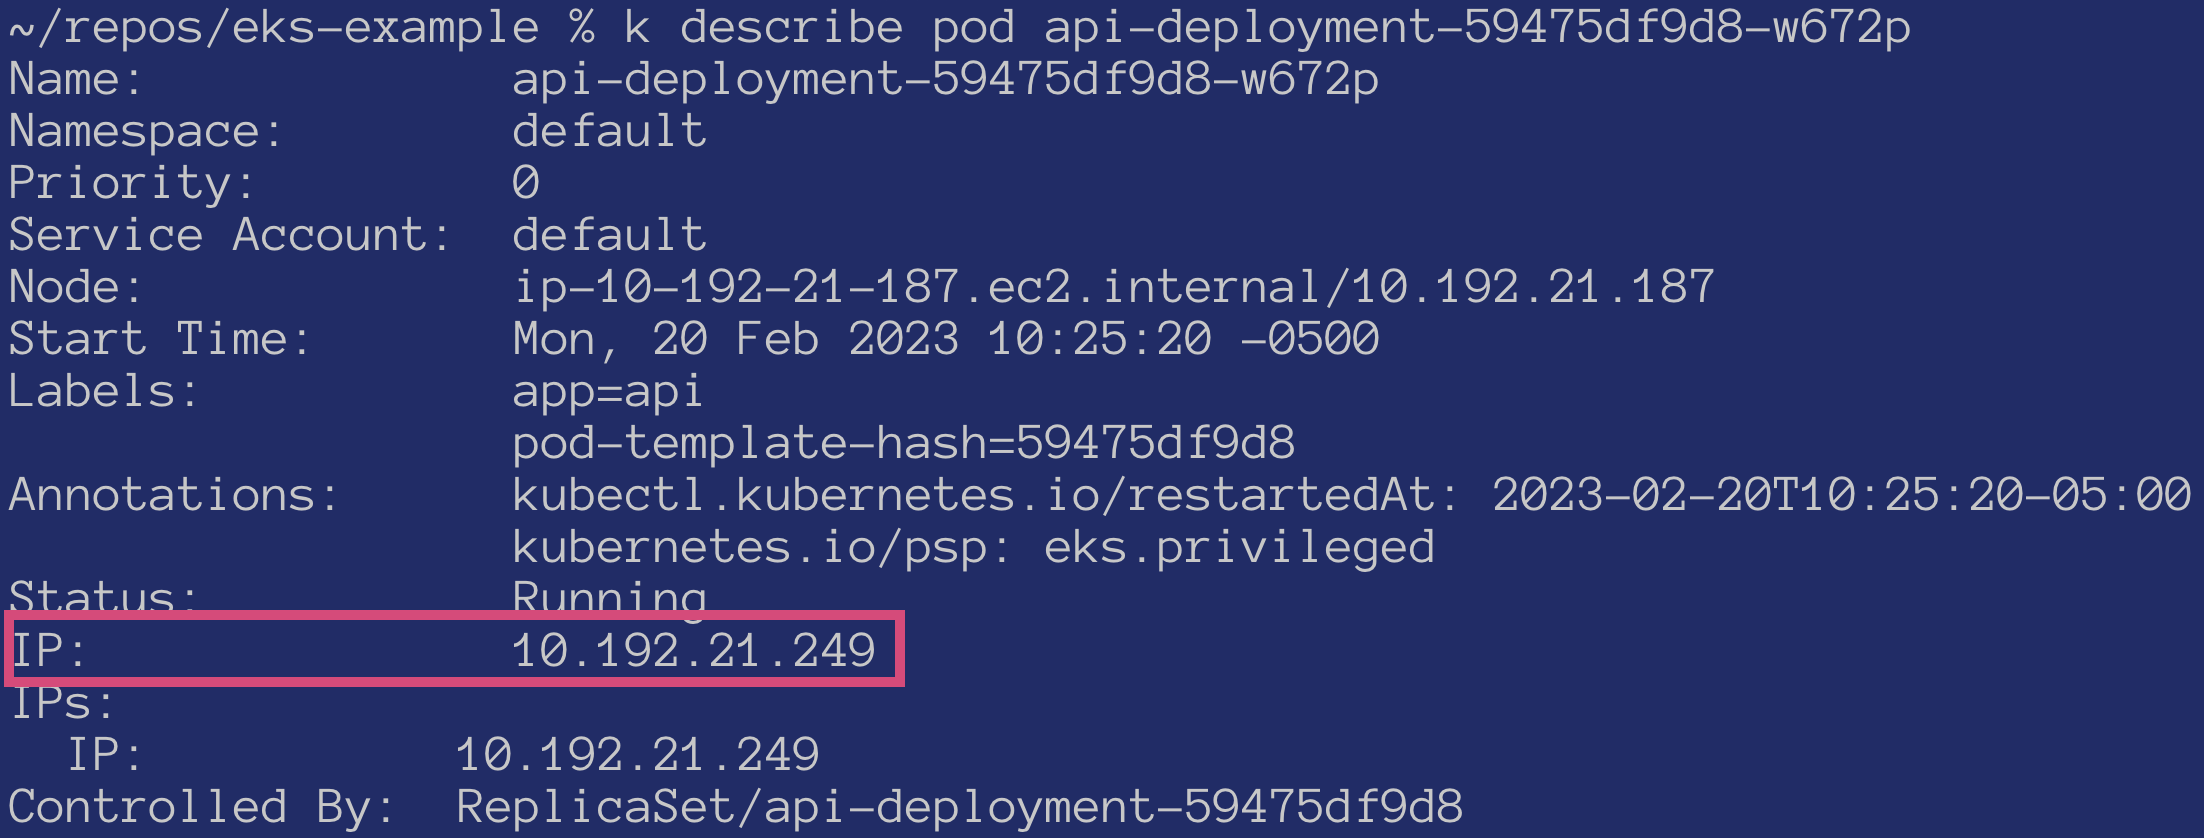 ~/repos/eks-example % k describe pod api-deployment-59475df9d8-w672p
Name:             api-deployment-59475df9d8-w672p
Namespace:        default
Priority:         0
Service Account:  default
Node:             ip-10-192-21-187.ec2.internal/10.192.21.187
Start Time:       Mon, 20 Feb 2023 10:25:20 -0500
Labels:           app=api
                  pod-template-hash=59475df9d8
Annotations:      kubectl.kubernetes.io/restartedAt: 2023-02-20T10:25:20-05:00
                  kubernetes.io/psp: eks.privileged
Status:           Running
IP:               10.192.21.249
IPs:
  IP:           10.192.21.249
Controlled By:  ReplicaSet/api-deployment-59475df9d8